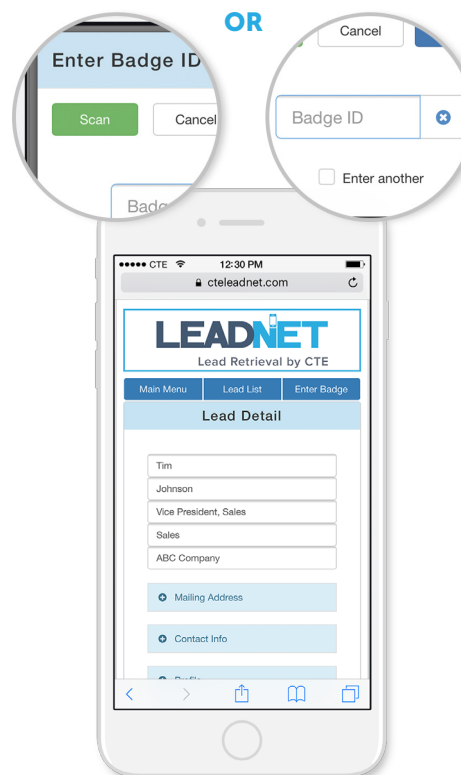 OR
Enter Badge ID
Scan
Cancel
Badge
Cancel
Badge ID
Enter another
CTE 12:30 PM
cteleadnet.com
LEADNET
Lead Retrieval by CTE
Main Menu Lead List Enter Badge
Lead Detail
Tim
Johnson
Vice President, Sales
Sales
ABC Company
Mailing Address
Contact Info
Profile